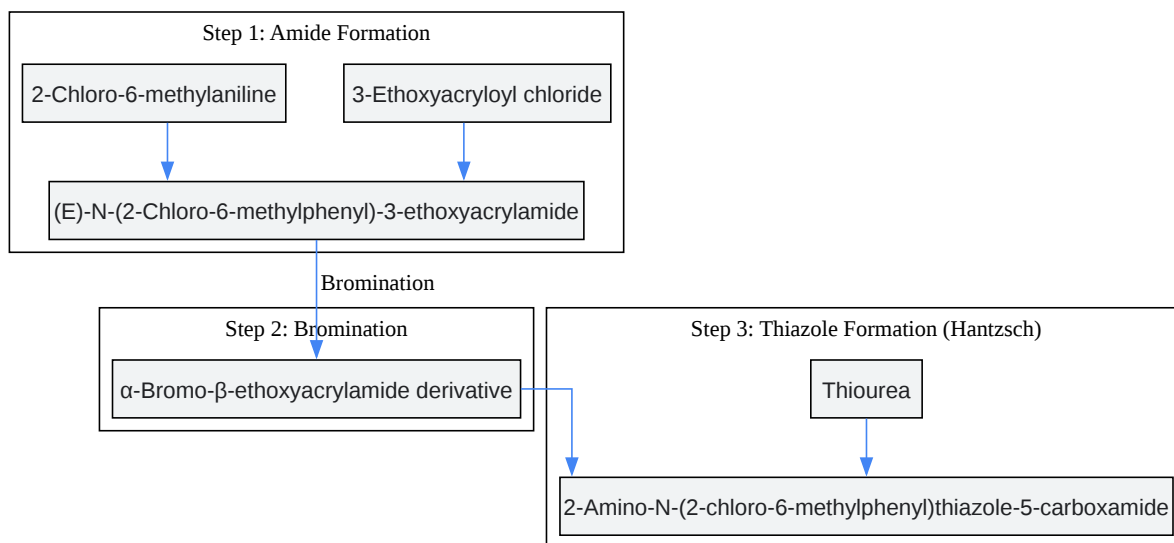 Step 1: Amide Formation
2-Chloro-6-methylaniline
3-Ethoxyacryloyl chloride
(E)-N-(2-Chloro-6-methylphenyl)-3-ethoxyacrylamide
Bromination
Step 2: Bromination
α-Bromo-β-ethoxyacrylamide derivative
Step 3: Thiazole Formation (Hantzsch)
Thiourea
2-Amino-N-(2-chloro-6-methylphenyl)thiazole-5-carboxamide